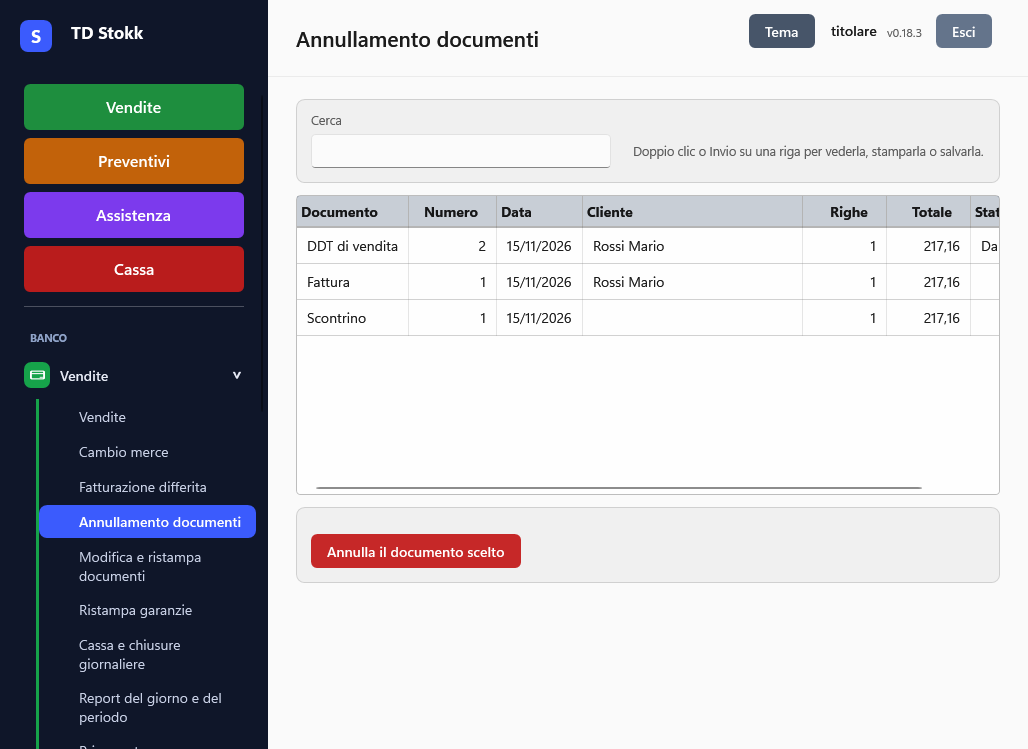 S
TD Stokk
Vendite
Preventivi
Assistenza
Cassa
BANCO
Vendite
Vendite
Cambio merce
Fatturazione differita
Annullamento documenti
Modifica e ristampa
documenti
Ristampa garanzie
Cassa e chiusure
giornaliere
Report del giorno e del
periodo
Annullamento documenti
Tema
titolare
v0.18.3
Esci
Cerca
Doppio clic o Invio su una riga per vederla, stamparla o salvarla.
Documento Numero Data Cliente Righe Totale Stat
DDT di vendita 2 15/11/2026 Rossi Mario 1 217,16 Da
Fattura 1 15/11/2026 Rossi Mario 1 217,16
Scontrino 1 15/11/2026 1 217,16
Annulla il documento scelto